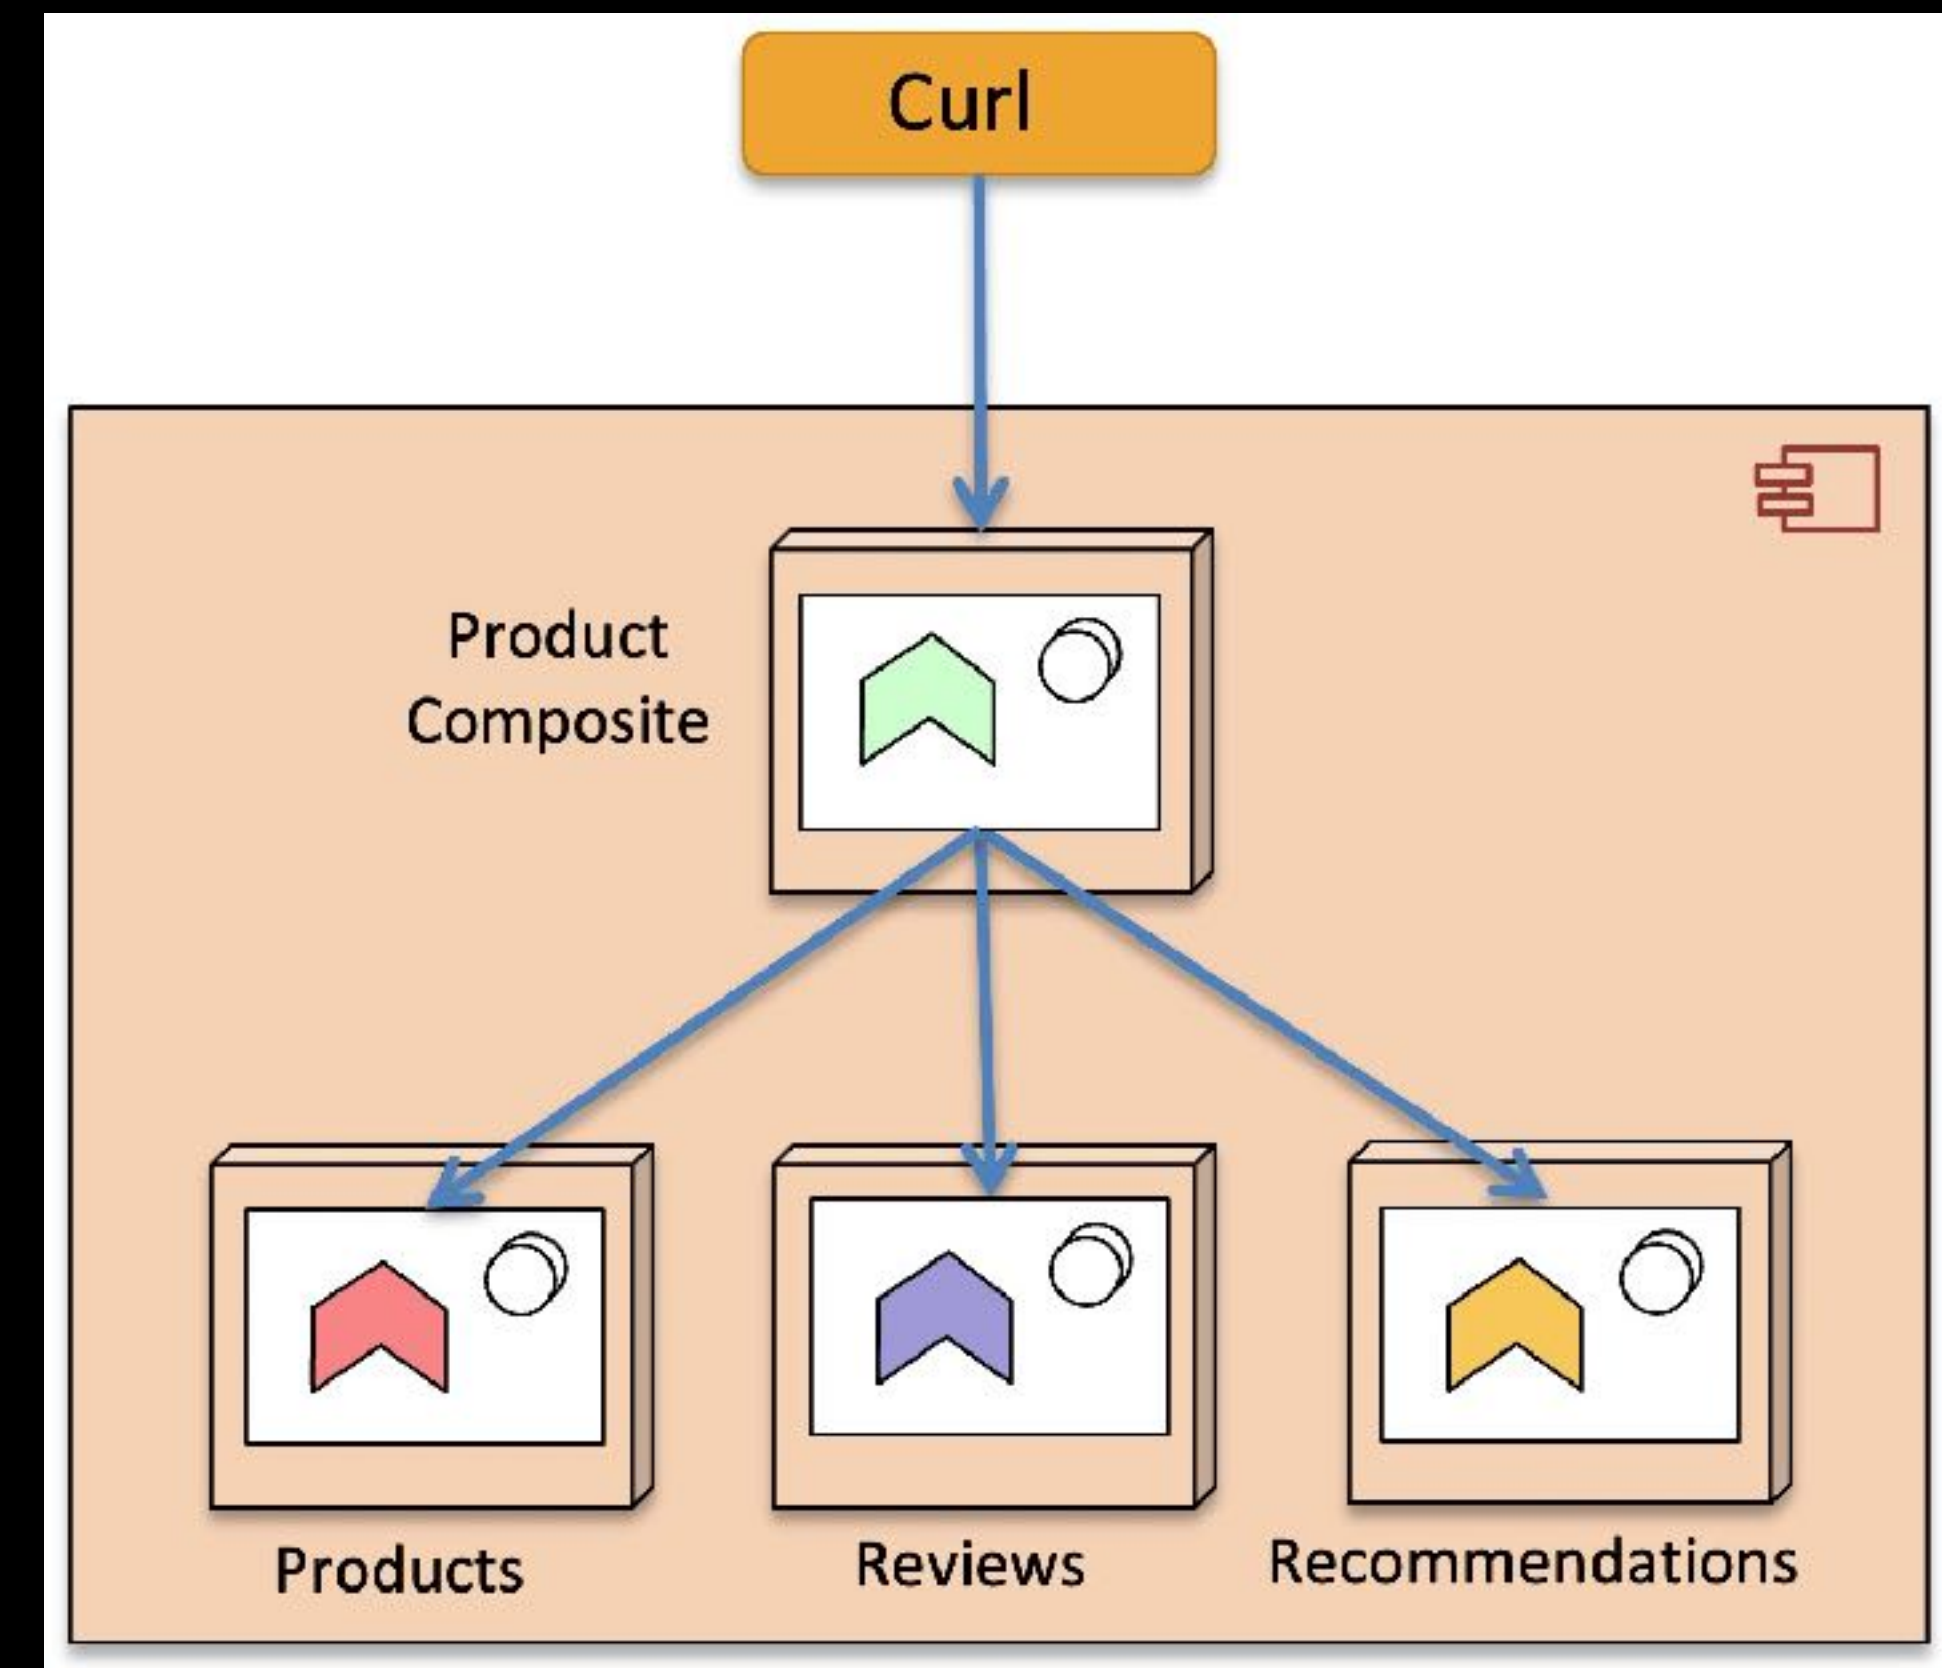 Curl
Product
Composite
Products
Reviews
Recommendations